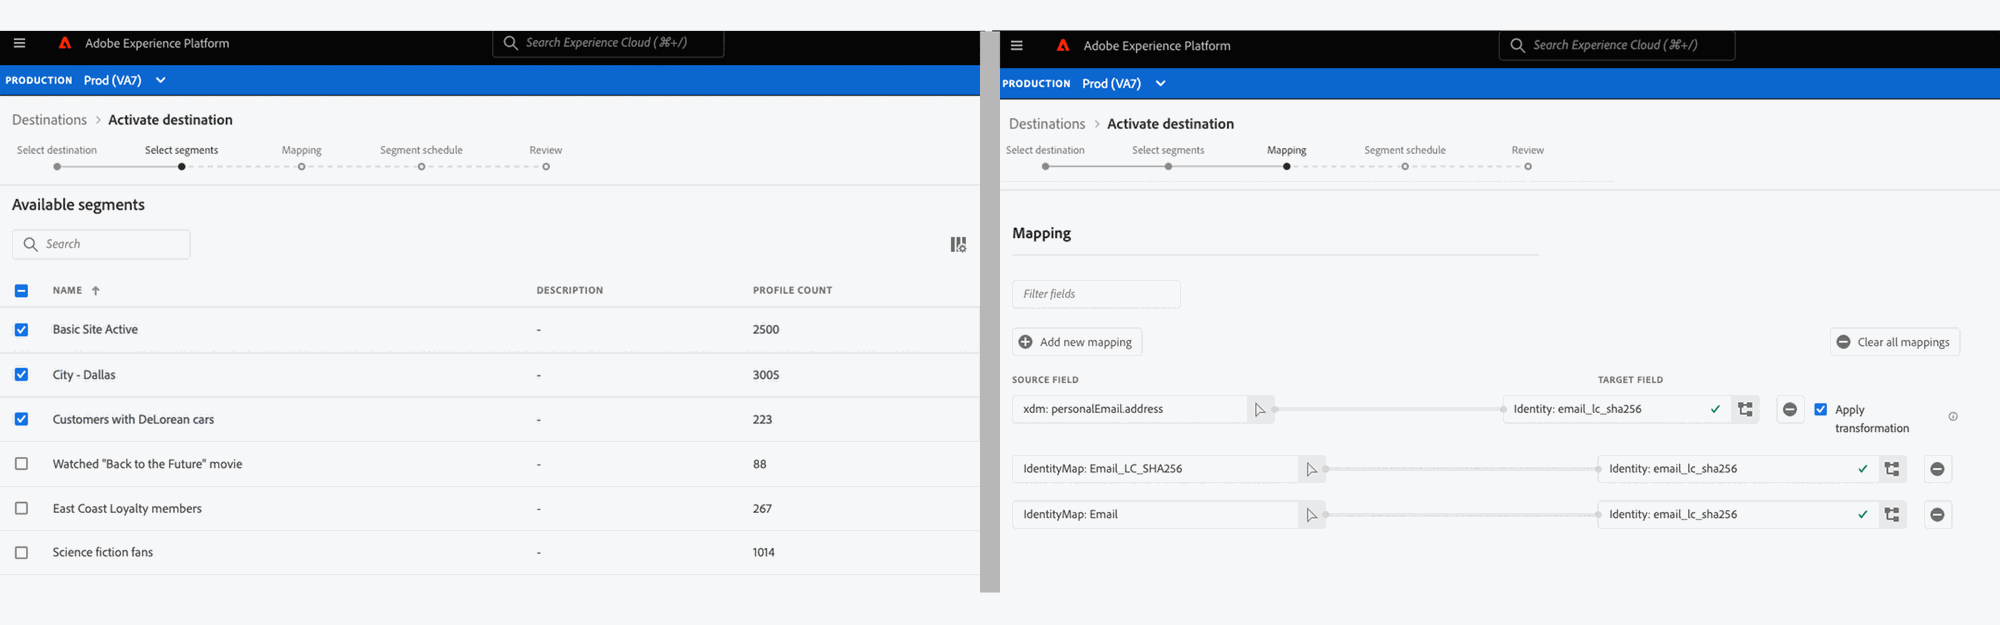 Adobe Experience Platform
Search Experience Cloud (⌘+/)
PRODUCTION Prod (VA7)
Destinations > Activate destination
Select destination Select segments Mapping Segment schedule Review
Available segments
Search
NAME ↑ DESCRIPTION PROFILE COUNT
Basic Site Active - 2500
City - Dallas - 3005
Customers with DeLorean cars - 223
Watched "Back to the Future" movie - 88
East Coast Loyalty members - 267
Science fiction fans - 1014
Adobe Experience Platform
Search Experience Cloud (⌘+/)
PRODUCTION Prod (VA7)
Destinations > Activate destination
Select destination Select segments Mapping Segment schedule Review
Mapping
Filter fields
Add new mapping Clear all mappings
SOURCE FIELD TARGET FIELD
xdm: personalEmail.address Identity: email_lc_sha256 Apply
transformation
IdentityMap: Email_LC_SHA256 Identity: email_lc_sha256
IdentityMap: Email Identity: email_lc_sha256